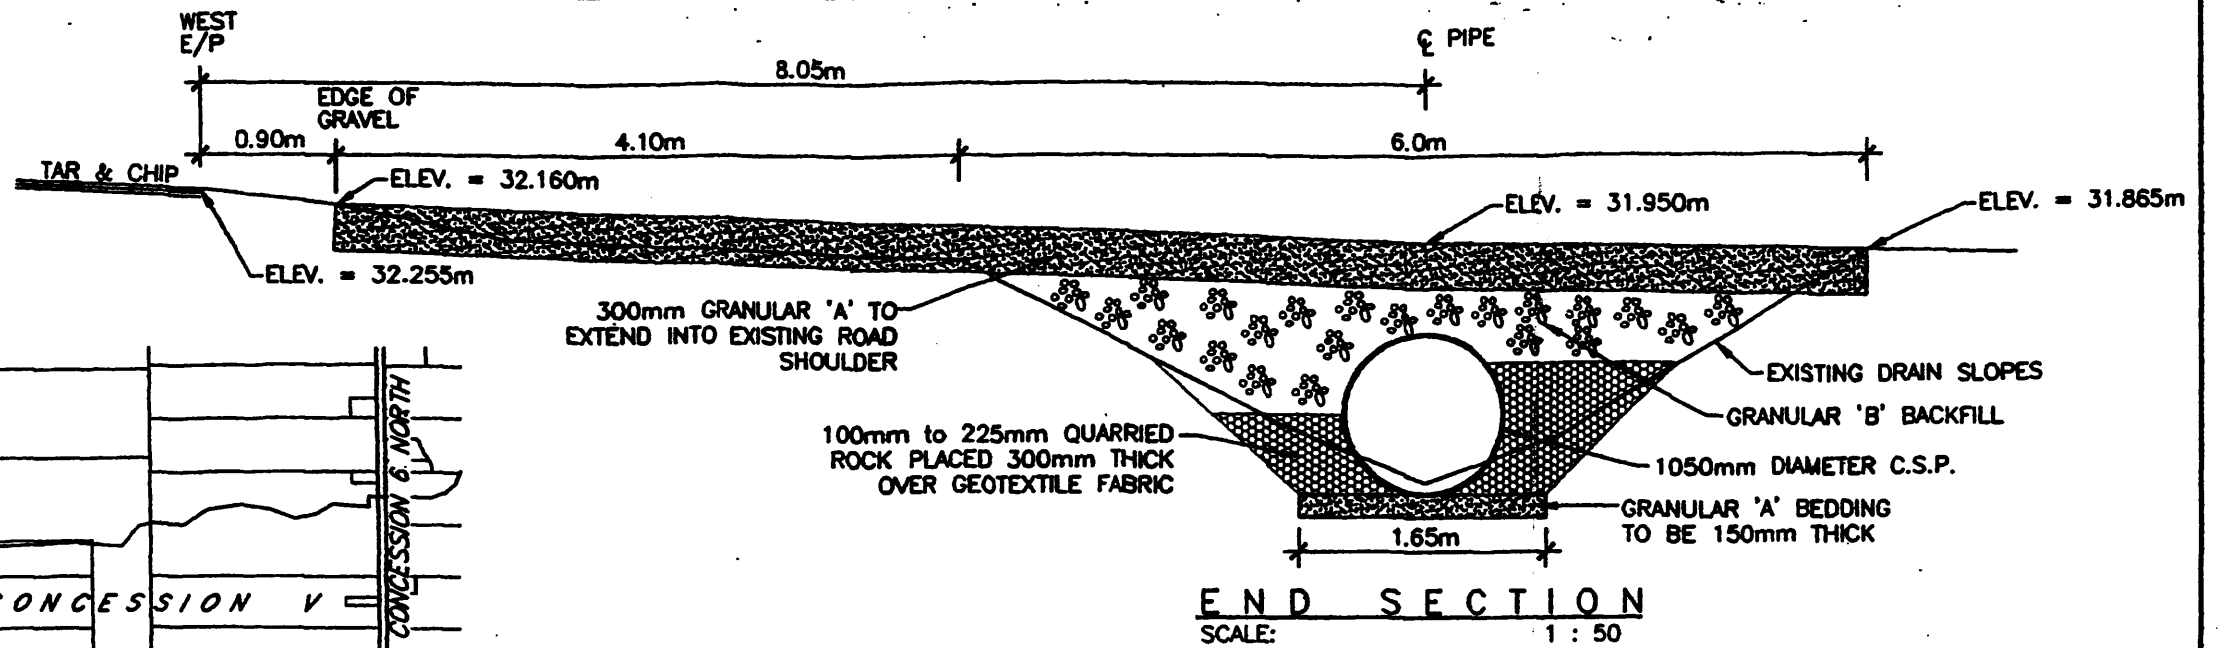 WEST
E/P
℄ PIPE
8.05m
EDGE OF
GRAVEL
0.90m
4.10m
6.0m
TAR & CHIP
ELEV. = 32.160m
ELEV. = 31.950m
ELEV. = 31.865m
ELEV. = 32.255m
300mm GRANULAR 'A' TO
EXTEND INTO EXISTING ROAD
SHOULDER
EXISTING DRAIN SLOPES
GRANULAR 'B' BACKFILL
100mm to 225mm QUARRIED
ROCK PLACED 300mm THICK
OVER GEOTEXTILE FABRIC
1050mm DIAMETER C.S.P.
GRANULAR 'A' BEDDING
TO BE 150mm THICK
1.65m
CONCESSION 6 NORTH
ONCESSION V
END SECTION
SCALE: 1 : 50